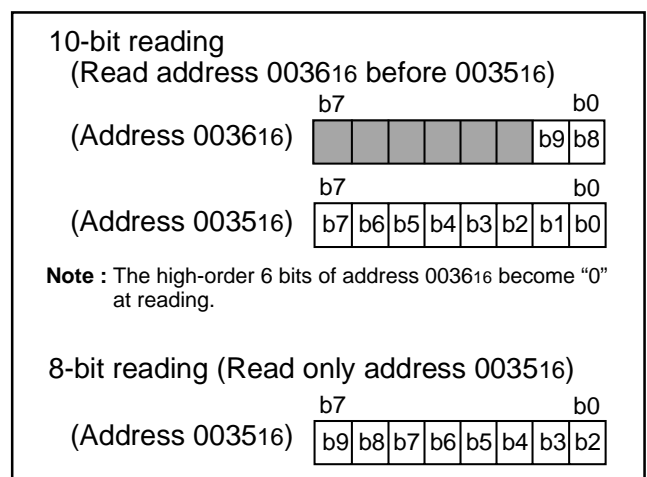 10-bit reading
(Read address 003616 before 003516)
b7 b0
(Address 003616) b9 b8
b7 b0
(Address 003516) b7 b6 b5 b4 b3 b2 b1 b0
Note : The high-order 6 bits of address 003616 become “0”
at reading.
8-bit reading (Read only address 003516)
b7 b0
(Address 003516) b9 b8 b7 b6 b5 b4 b3 b2